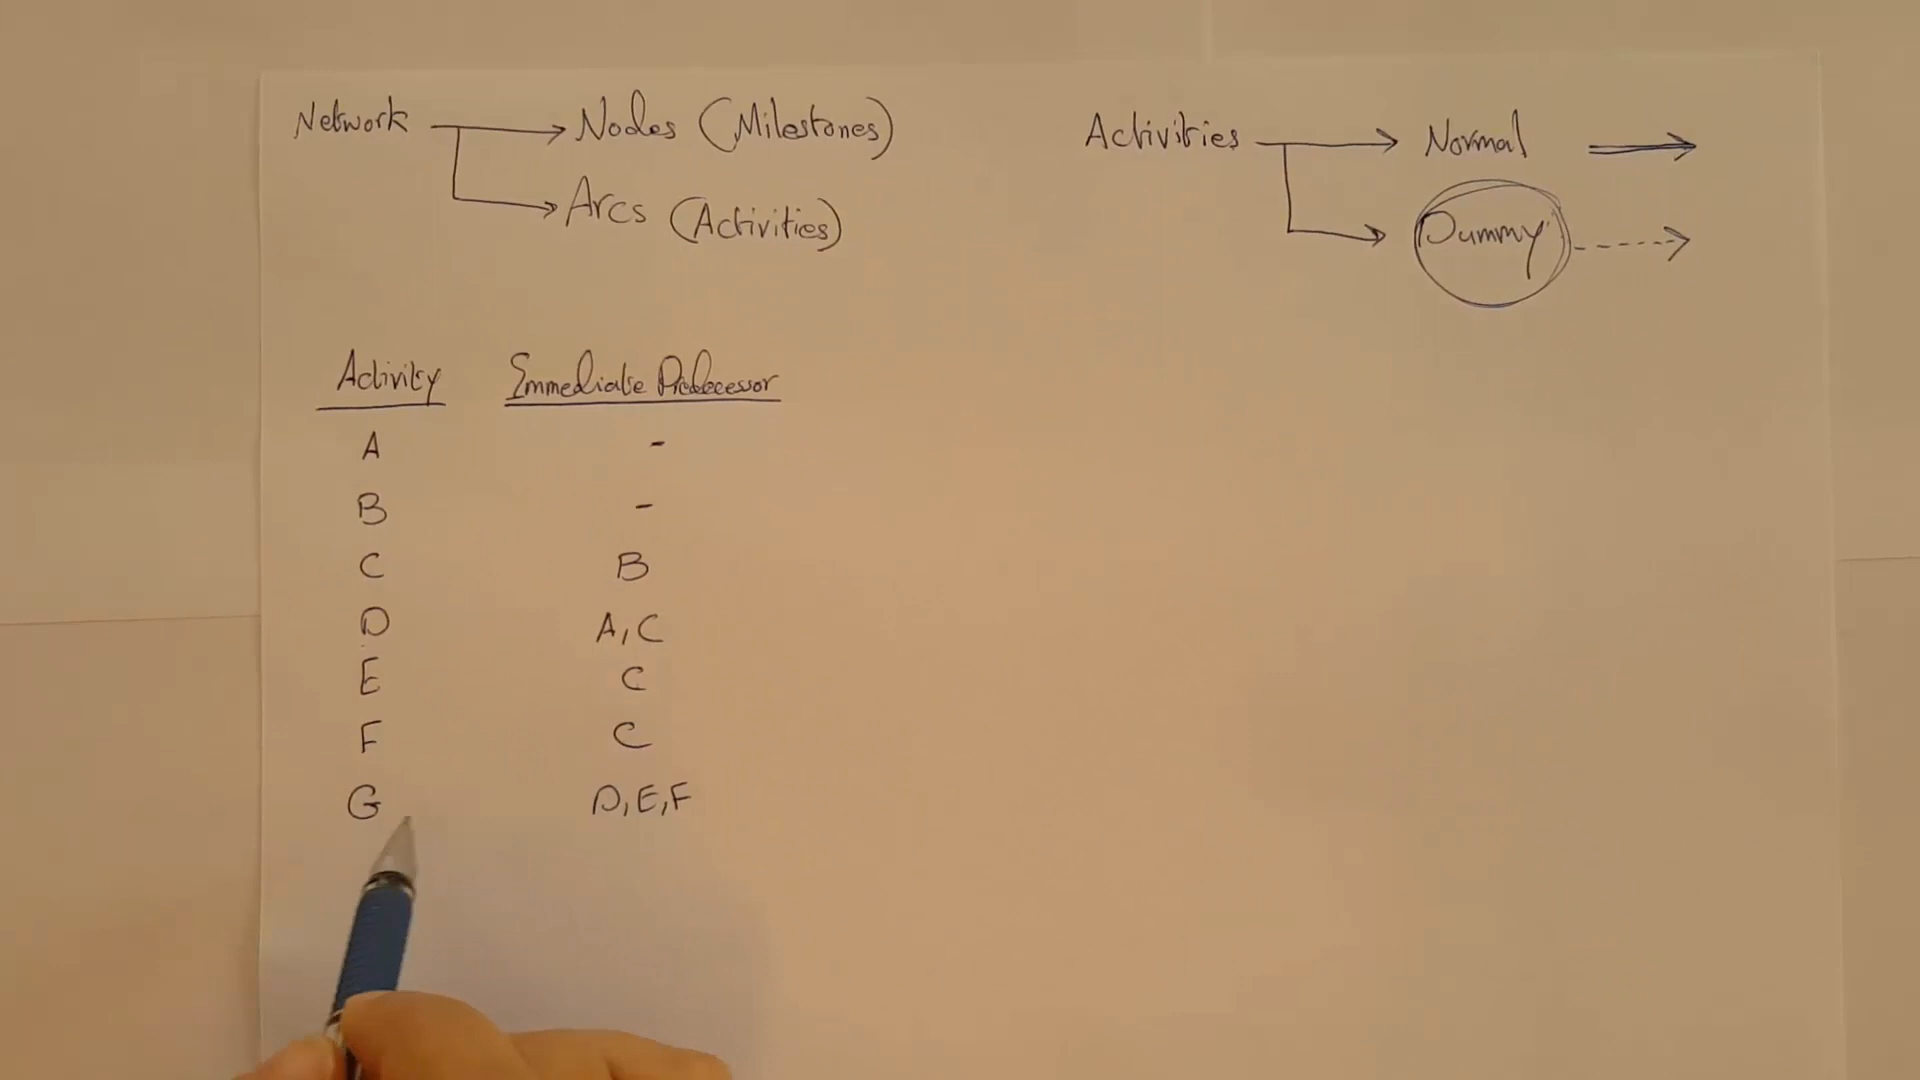 Network → Nodes (Milestones)
→ Arcs (Activities)
Activities → Normal
→ Dummy
Activity Immediate Predecessor
A -
B -
C B
D A,C
E C
F C
G D,E,F